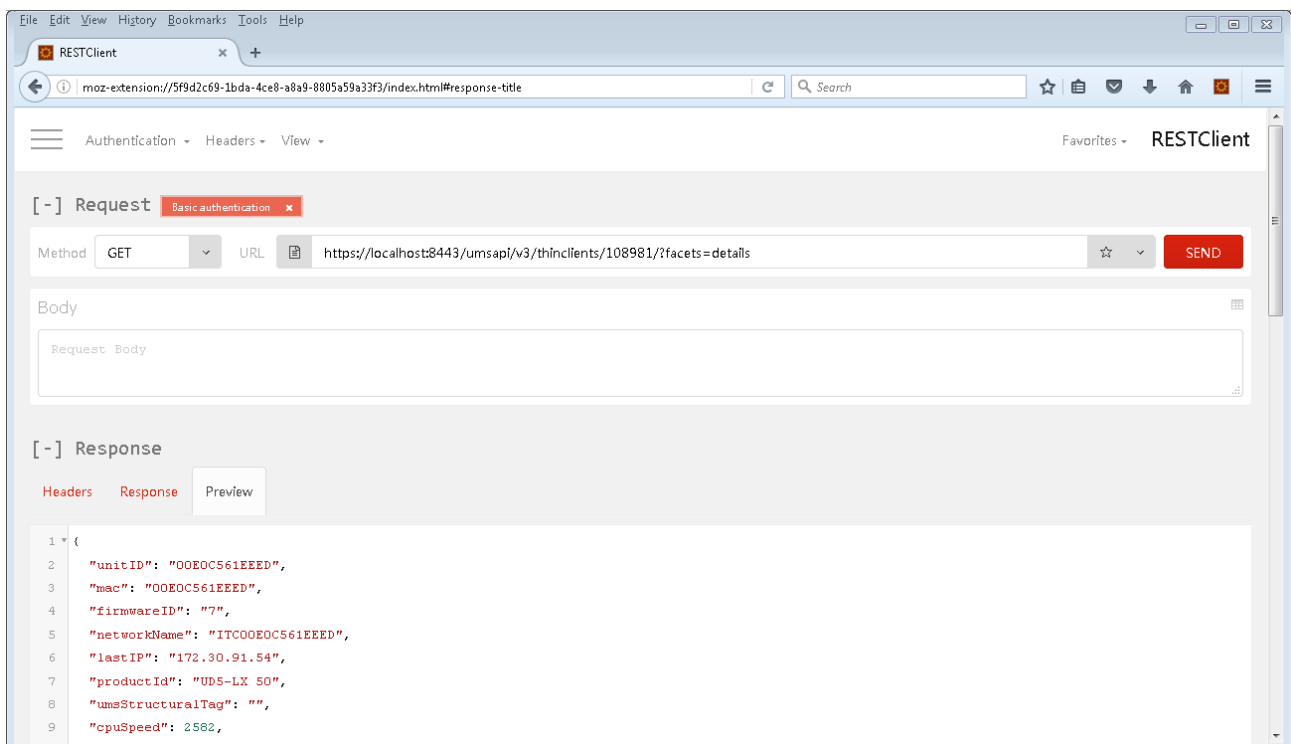 File Edit View History Bookmarks Tools Help
RESTClient
moz-extension://5f9d2c69-1bda-4ce8-a8a9-8805a59a33f3/index.html#response-title
Search
Authentication Headers View Favorites RESTClient
[-] Request Basic authentication x
Method GET URL https://localhost:8443/umsapi/v3/thinclients/108981/?facets=details SEND
Body
Request Body
[-] Response
Headers Response Preview
1 {
2 "unitID": "00E0C561EEED",
3 "mac": "00E0C561EEED",
4 "firmwareID": "7",
5 "networkName": "ITC00E0C561EEED",
6 "lastIP": "172.30.91.54",
7 "productId": "UD5-LX 50",
8 "umsStructuralTag": "",
9 "cpuSpeed": 2582,